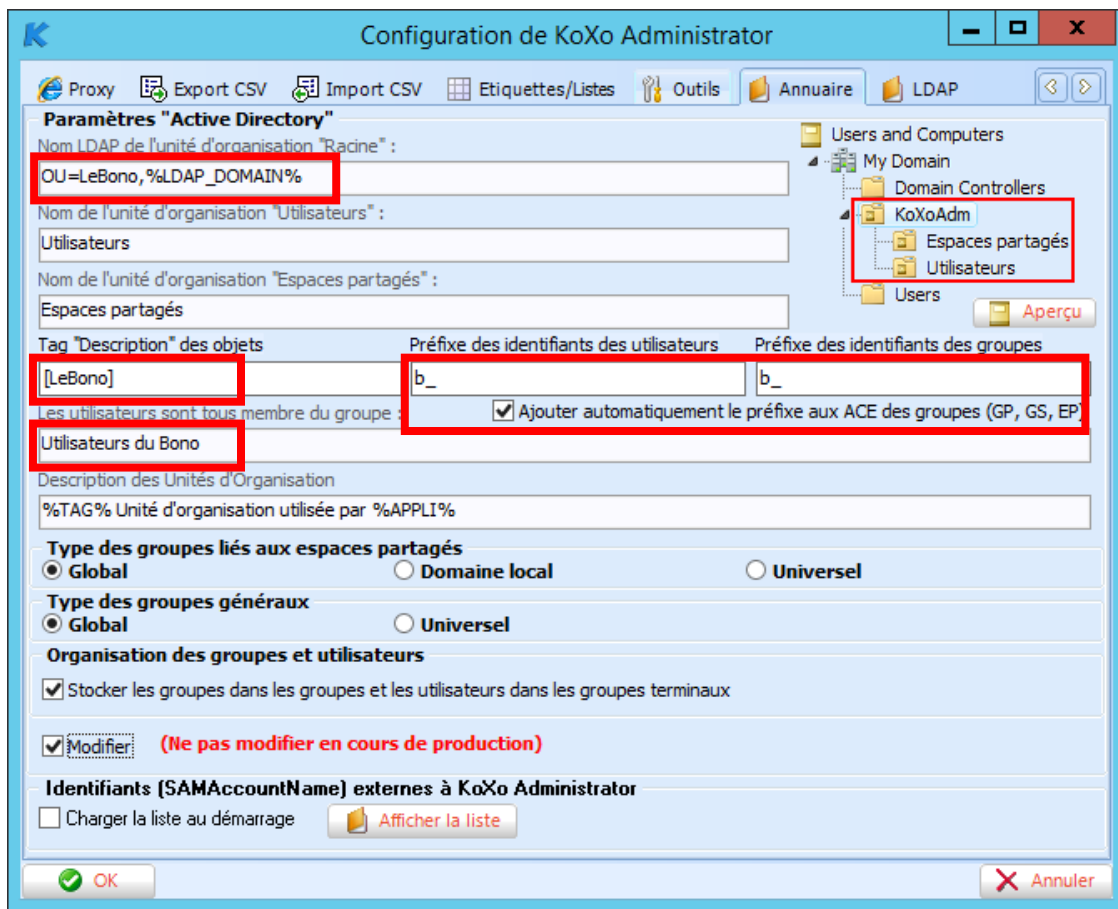 Configuration de KoXo Administrator
Proxy Export CSV Import CSV Etiquettes/Listes Outils Annuaire LDAP
Paramètres "Active Directory"
Nom LDAP de l'unité d'organisation "Racine" :
OU=LeBono,%LDAP_DOMAIN%
Nom de l'unité d'organisation "Utilisateurs" :
Utilisateurs
Nom de l'unité d'organisation "Espaces partagés" :
Espaces partagés
Users and Computers
My Domain
Domain Controllers
KoXoAdm
Espaces partagés
Utilisateurs
Users
Aperçu
Tag "Description" des objets Préfixe des identifiants des utilisateurs Préfixe des identifiants des groupes
[LeBono] b_ b_
Les utilisateurs sont tous membre du groupe : Ajouter automatiquement le préfixe aux ACE des groupes (GP, GS, EP)
Utilisateurs du Bono
Description des Unités d'Organisation
%TAG% Unité d'organisation utilisée par %APPLI%
Type des groupes liés aux espaces partagés
Global Domaine local Universel
Type des groupes généraux
Global Universel
Organisation des groupes et utilisateurs
Stocker les groupes dans les groupes et les utilisateurs dans les groupes terminaux
Modifier (Ne pas modifier en cours de production)
Identifiants (SAMAccountName) externes à KoXo Administrator
Charger la liste au démarrage Afficher la liste
OK Annuler